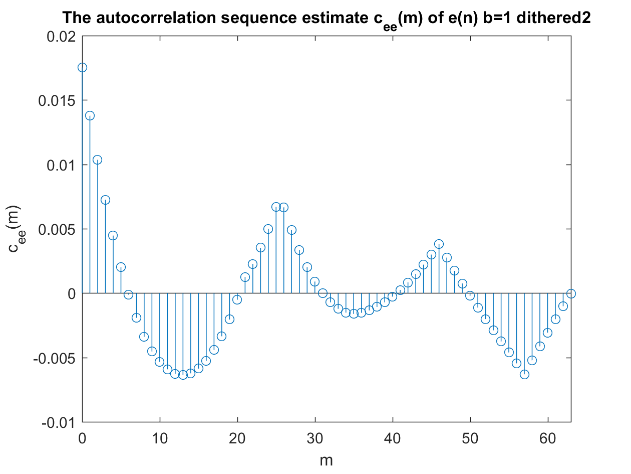 The autocorrelation sequence estimate c_ee(m) of e(n) b=1 dithered2
0.02
0.015
0.01
0.005
0
-0.005
-0.01
c_ee(m)
0 10 20 30 40 50 60
m